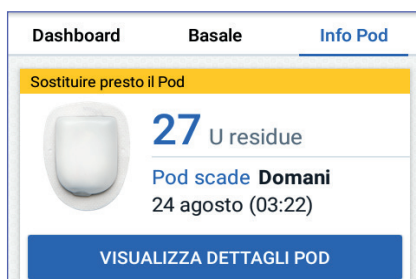 Dashboard Basale Info Pod
Sostituire presto il Pod
27 U residue
Pod scade Domani
24 agosto (03:22)
VISUALIZZA DETTAGLI POD